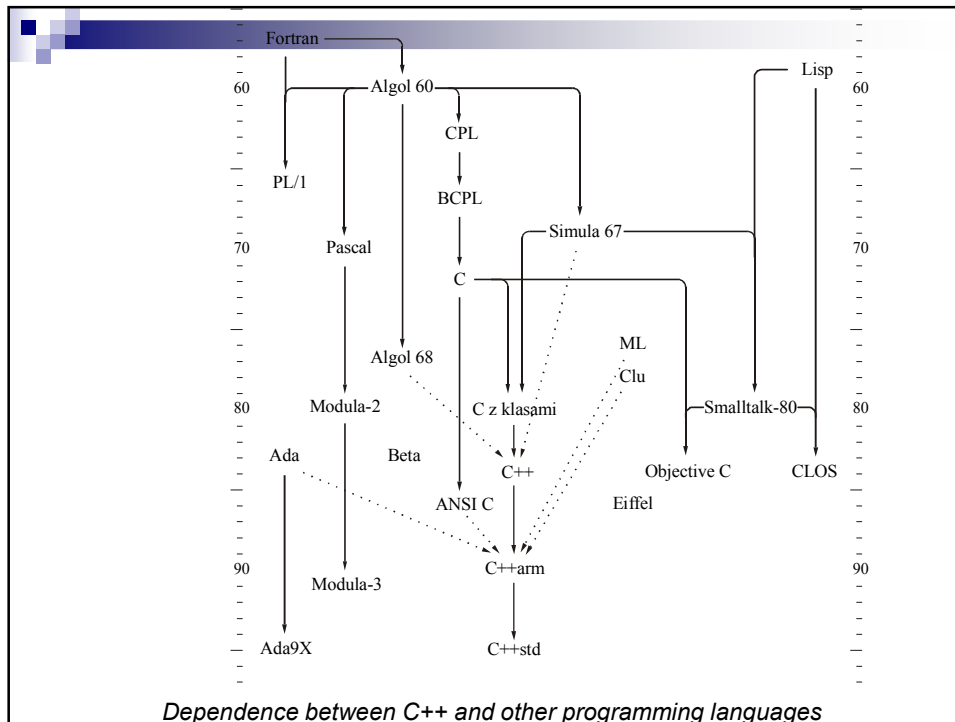 Fortran
Lisp
60 Algol 60 60
CPL
PL/1
BCPL
Simula 67
70 Pascal 70
C
ML
Algol 68
Clu
80 Modula-2 C z klasami Smalltalk-80 80
Ada Beta
C++ Objective C CLOS
ANSI C Eiffel
90 C++arm 90
Modula-3
Ada9X C++std
Dependence between C++ and other programming languages